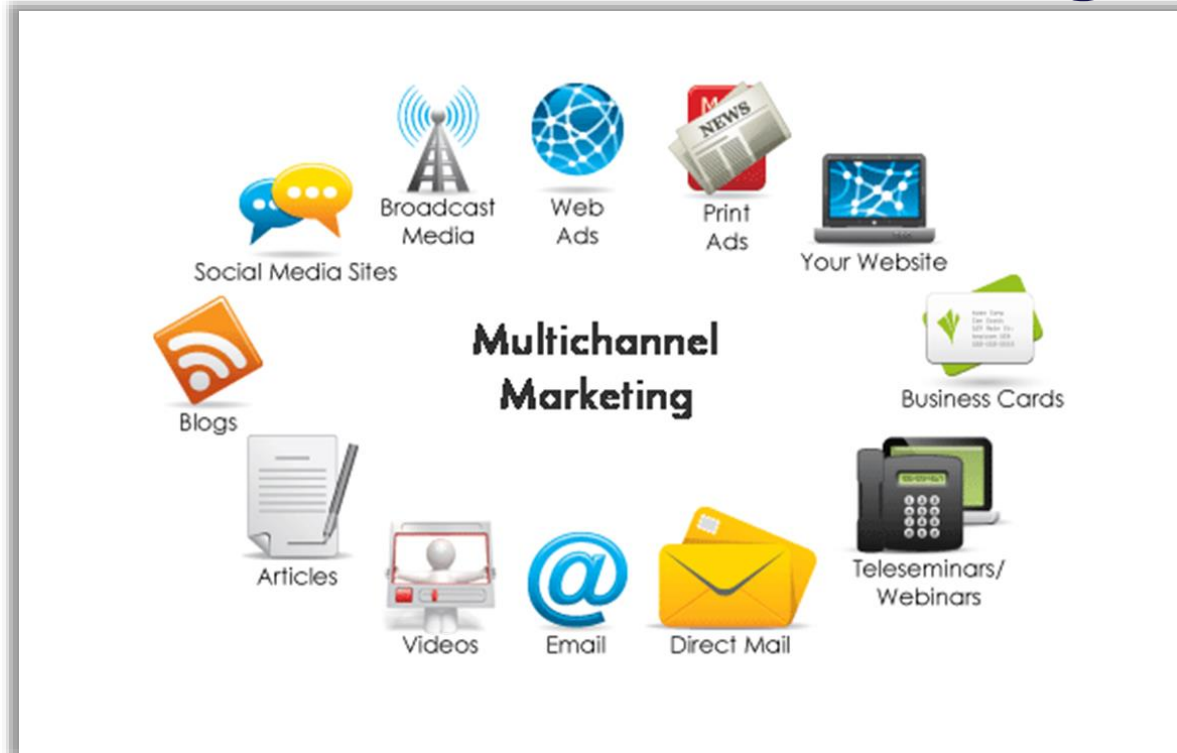 Broadcast
Media
Web
Ads
NEWS
Print
Ads
Social Media Sites
Your Website
Multichannel
Marketing
Business Cards
Blogs
Articles
Videos
Email
Direct Mail
Teleseminars/
Webinars